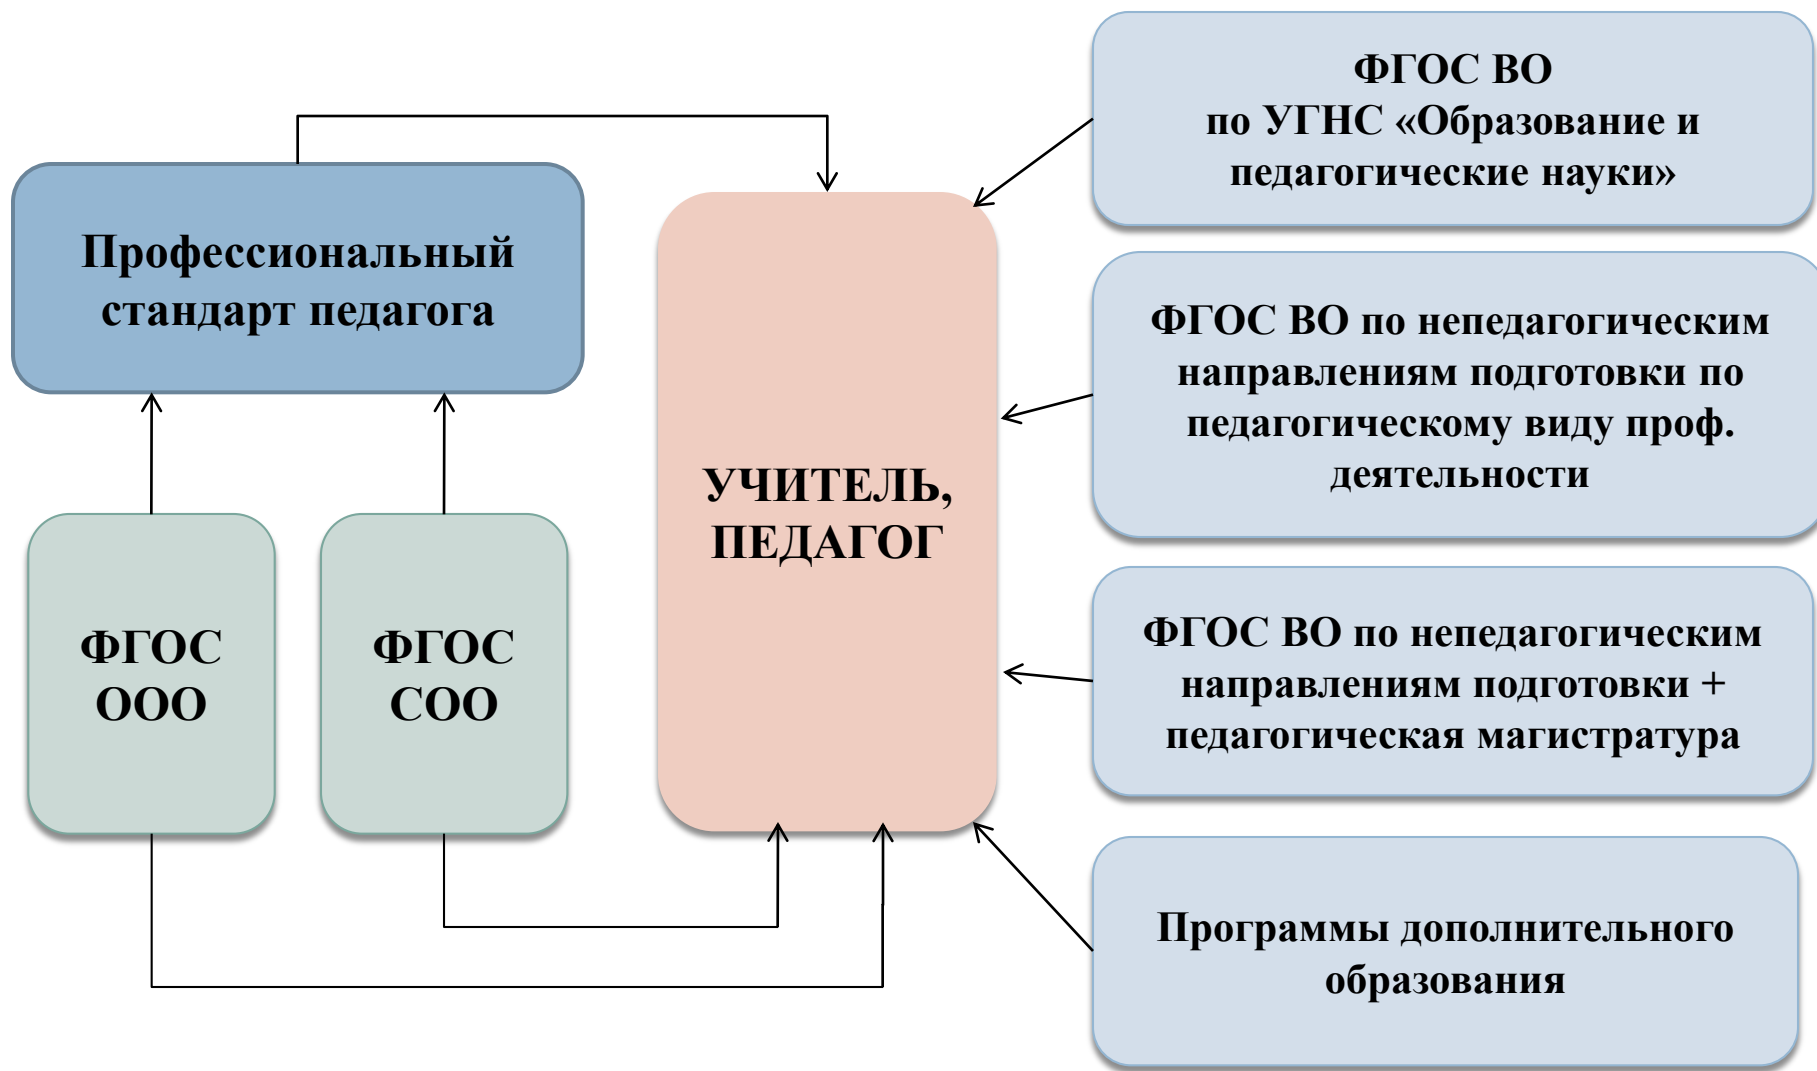 Профессиональный
стандарт педагога
ФГОС
ООО
ФГОС
СОО
УЧИТЕЛЬ,
ПЕДАГОГ
ФГОС ВО
по УГНС «Образование и
педагогические науки»
ФГОС ВО по непедагогическим
направлениям подготовки по
педагогическому виду проф.
деятельности
ФГОС ВО по непедагогическим
направлениям подготовки +
педагогическая магистратура
Программы дополнительного
образования